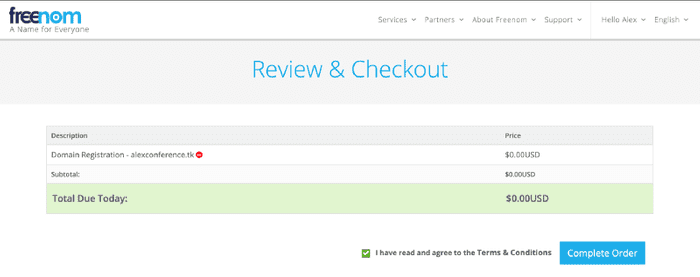 freenom
A Name for Everyone
Services Partners About Freenom Support Hello Alex English
Review & Checkout
Description Price
Domain Registration - alexconference.tk $0.00USD
Subtotal: $0.00USD
Total Due Today: $0.00USD
I have read and agree to the Terms & Conditions Complete Order